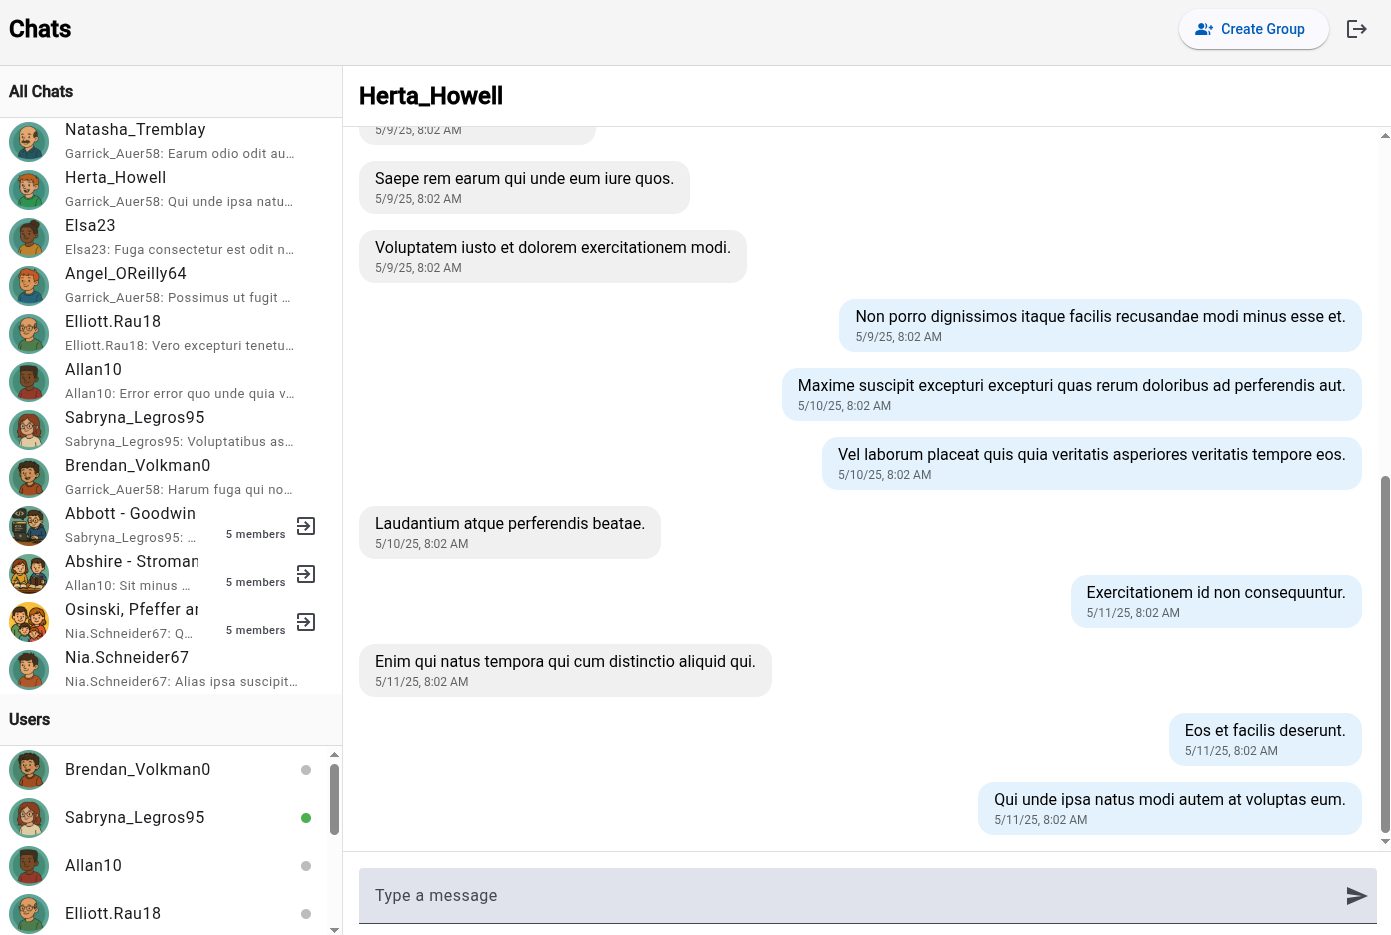 Chats
Create Group
All Chats
Natasha_Tremblay
Garrick_Auer58: Earum odio odit au...
Herta_Howell
Garrick_Auer58: Qui unde ipsa natu...
Elsa23
Elsa23: Fuga consectetur est odit n...
Angel_OReilly64
Garrick_Auer58: Possimus ut fugit ...
Elliott.Rau18
Elliott.Rau18: Vero excepturi tenetu...
Allan10
Allan10: Error error quo unde quia v...
Sabryna_Legros95
Sabryna_Legros95: Voluptatibus as...
Brendan_Volkman0
Garrick_Auer58: Harum fuga qui no...
Abbott - Goodwin
Sabryna_Legros95: ...
5 members
Abshire - Stroman
Allan10: Sit minus ...
5 members
Osinski, Pfeffer ar
Nia.Schneider67: Q...
5 members
Nia.Schneider67
Nia.Schneider67: Alias ipsa suscipit...
Users
Brendan_Volkman0
Sabryna_Legros95
Allan10
Elliott.Rau18
Herta_Howell
5/9/25, 8:02 AM
Saepe rem earum qui unde eum iure quos.
5/9/25, 8:02 AM
Voluptatem iusto et dolorem exercitationem modi.
5/9/25, 8:02 AM
Non porro dignissimos itaque facilis recusandae modi minus esse et.
5/9/25, 8:02 AM
Maxime suscipit excepturi excepturi quas rerum doloribus ad perferendis aut.
5/10/25, 8:02 AM
Vel laborum placeat quis quia veritatis asperiores veritatis tempore eos.
5/10/25, 8:02 AM
Laudantium atque perferendis beatae.
5/10/25, 8:02 AM
Exercitationem id non consequuntur.
5/11/25, 8:02 AM
Enim qui natus tempora qui cum distinctio aliquid qui.
5/11/25, 8:02 AM
Eos et facilis deserunt.
5/11/25, 8:02 AM
Qui unde ipsa natus modi autem at voluptas eum.
5/11/25, 8:02 AM
Type a message